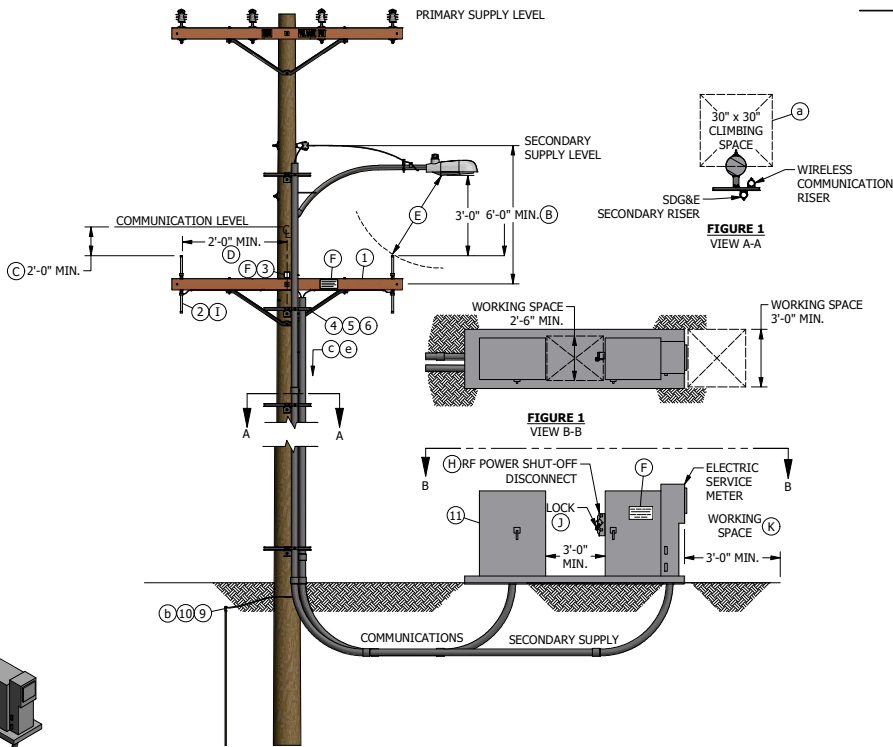 PRIMARY SUPPLY LEVEL
30" x 30"
CLIMBING
SPACE
a
WIRELESS
COMMUNICATION
RISER
SDG&E
SECONDARY RISER
FIGURE 1
VIEW A-A
SECONDARY
SUPPLY LEVEL
E
3'-0"
6'-0" MIN. B
COMMUNICATION LEVEL
2'-0" MIN.
D
C 2'-0" MIN.
F 3
F
1
2 I
4 5 6
c e
A
A
WORKING SPACE
2'-6" MIN.
WORKING SPACE
3'-0" MIN.
FIGURE 1
VIEW B-B
B
B
H RF POWER SHUT-OFF
DISCONNECT
F
ELECTRIC
SERVICE
METER
11
LOCK
J
WORKING
SPACE K
3'-0"
MIN.
3'-0" MIN.
b 10 9
COMMUNICATIONS
SECONDARY SUPPLY